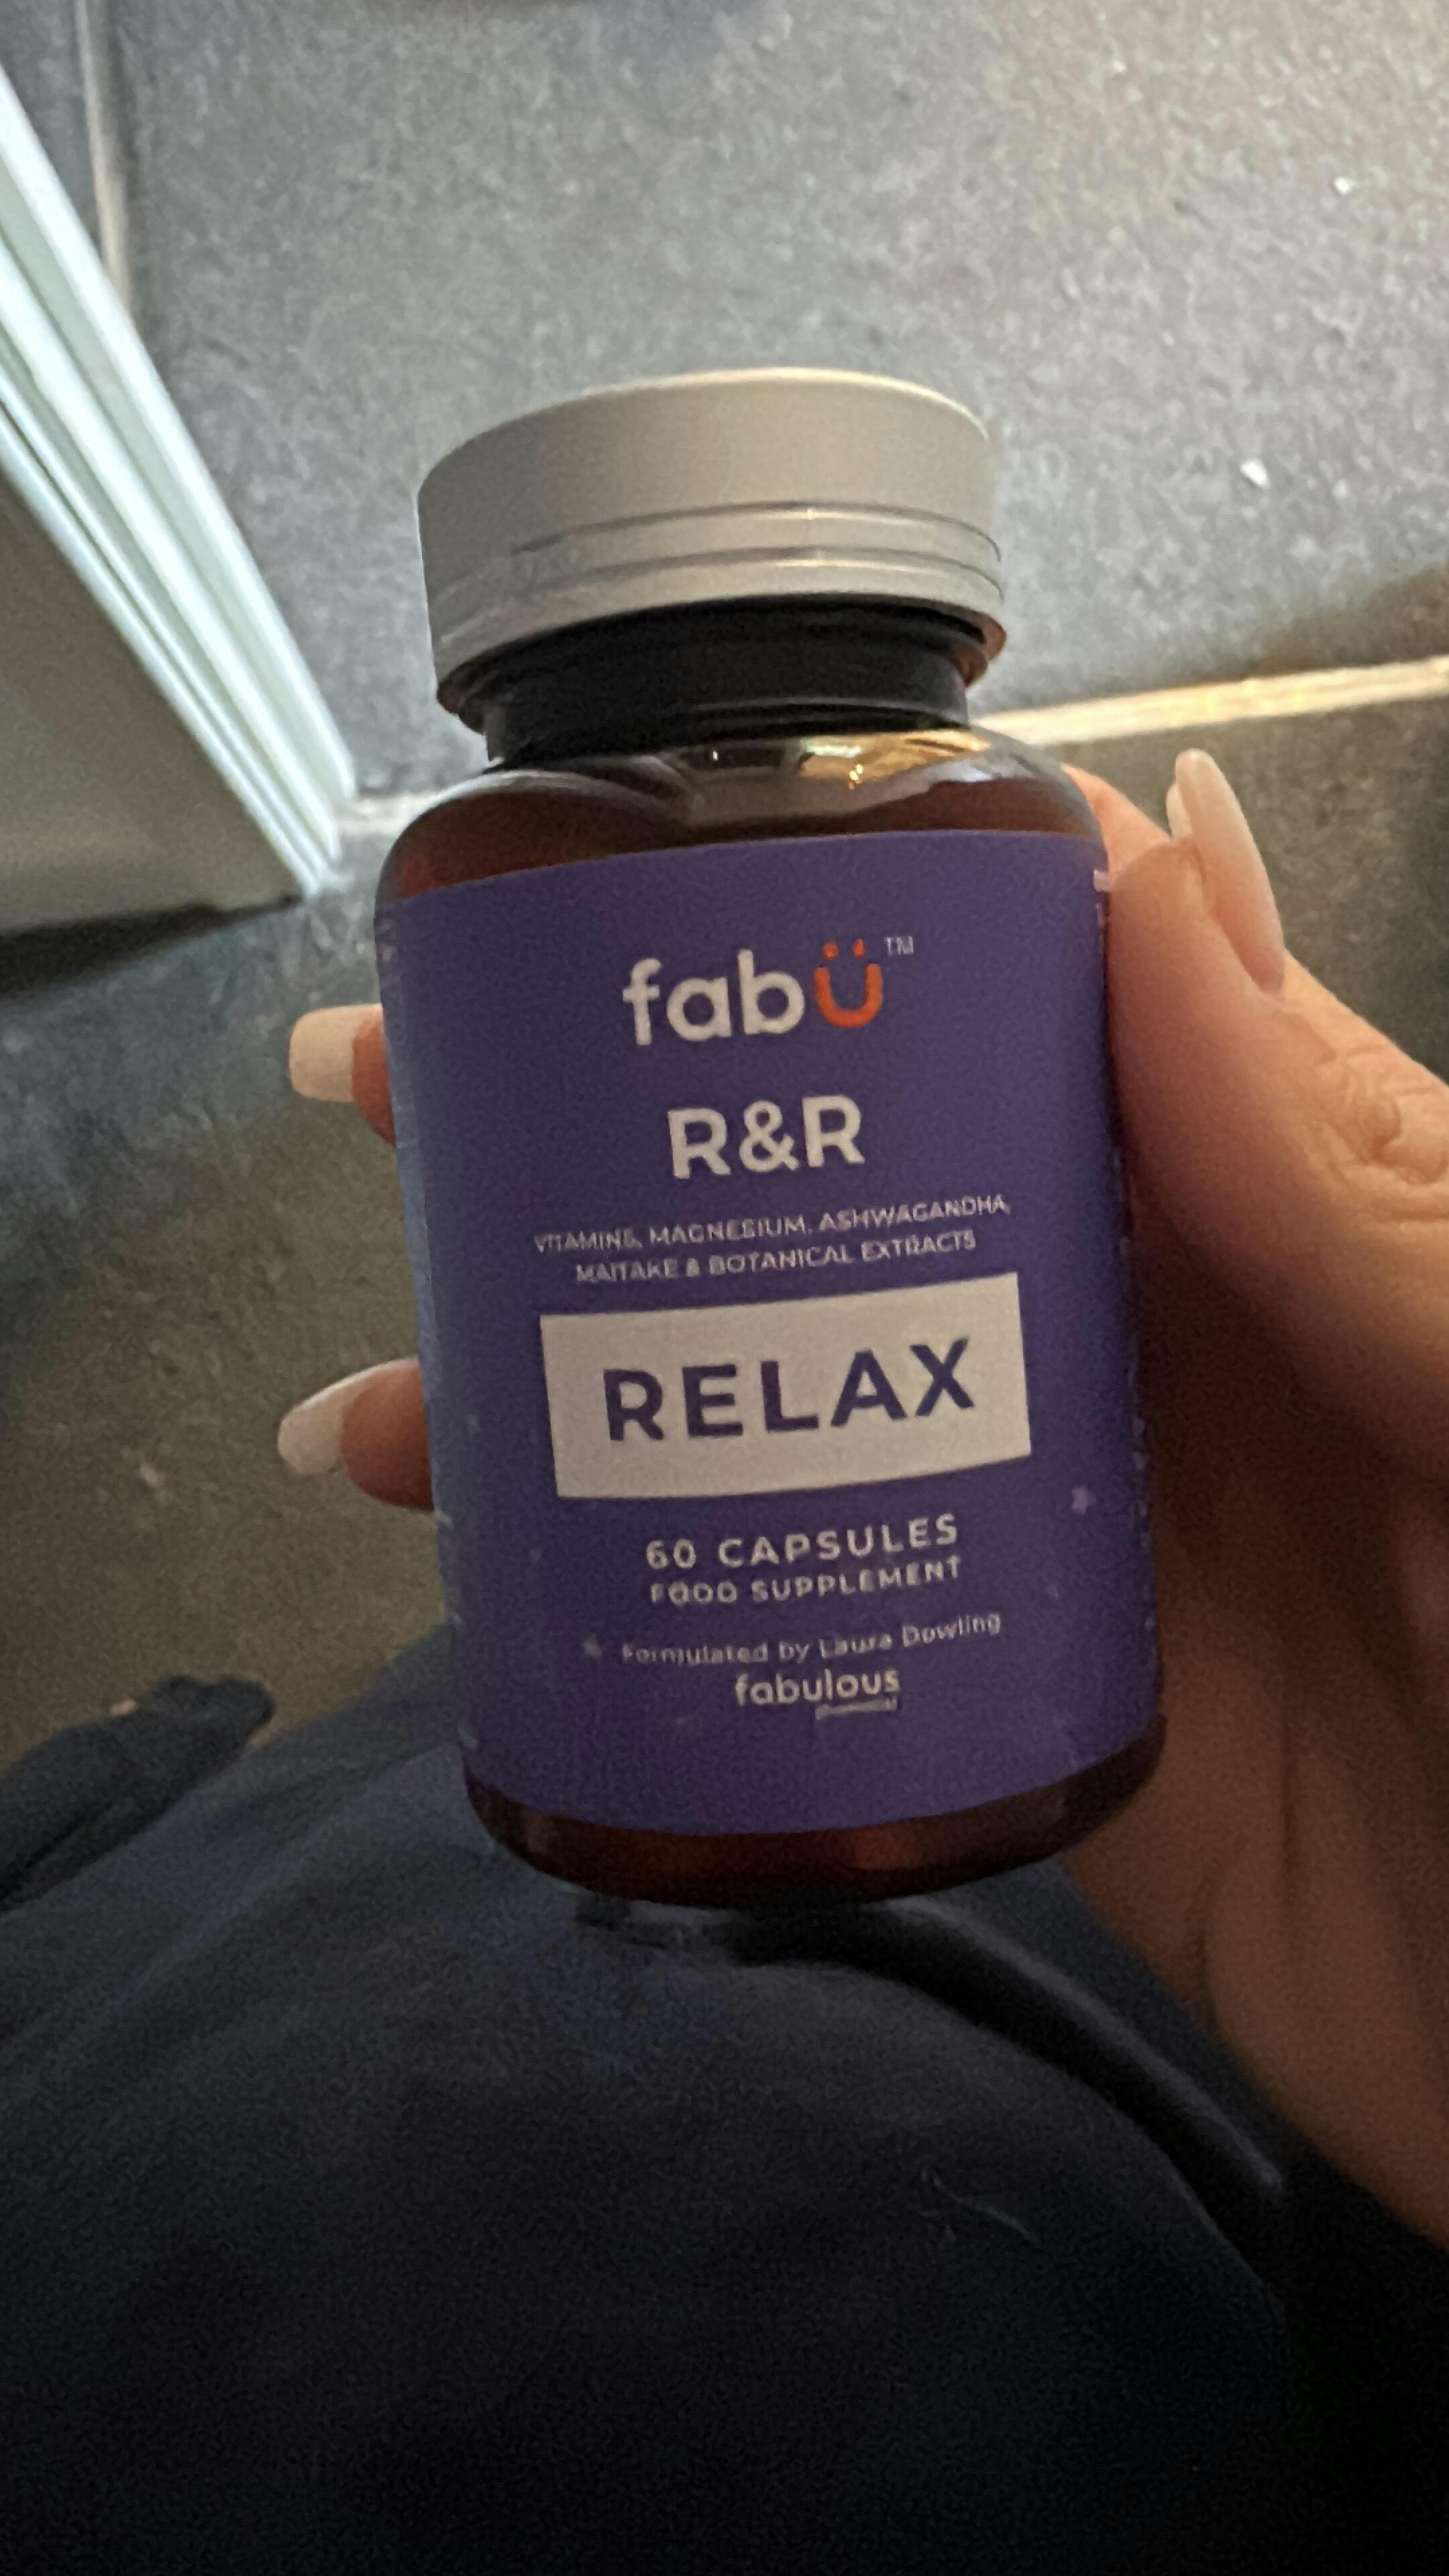 fabü™
R&R
VITAMINS, MAGNESIUM, ASHWAGANDHA,
MAITAKE & BOTANICAL EXTRACTS
RELAX
60 CAPSULES
FOOD SUPPLEMENT
Formulated by Laura Dowling
fabulous